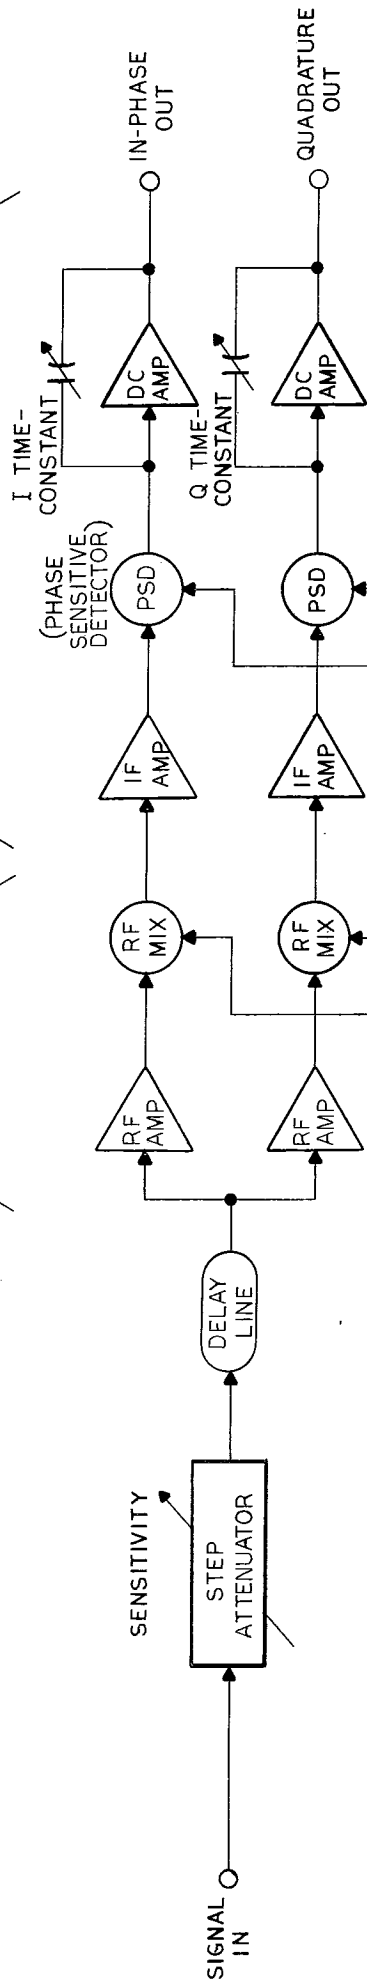 SIGNAL
IN
SENSITIVITY
STEP
ATTENUATOR
DELAY
LINE
RF
AMP
RF
MIX
IF
AMP
(PHASE
SENSITIVE
DETECTOR)
PSD
I TIME-
CONSTANT
DC
AMP
IN-PHASE
OUT
RF
AMP
RF
MIX
IF
AMP
PSD
Q TIME-
CONSTANT
DC
AMP
QUADRATURE
OUT